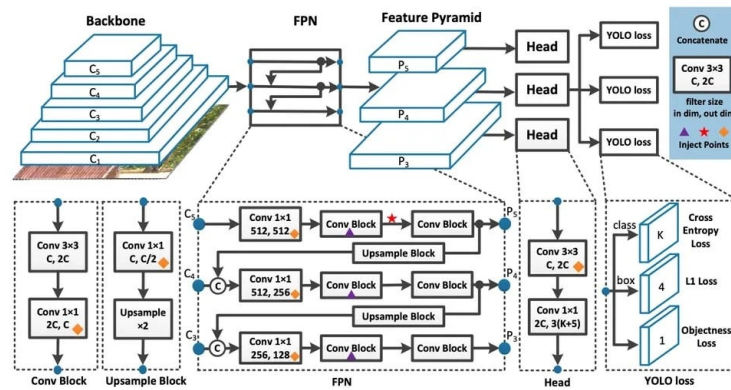 Backbone
FPN
Feature Pyramid
C5
C4
C3
C2
C1
P5
P4
P3
Head
Head
Head
YOLO loss
YOLO loss
YOLO loss
C
Concatenate
Conv 3×3
C, 2C
filter size
in dim, out dim
Inject Points
Conv 3×3
C, 2C
Conv 1×1
2C, C
Conv Block
Conv 1×1
C, C/2
Upsample
×2
Upsample Block
C5
Conv 1×1
512, 512
Conv Block
Conv Block
P5
Upsample Block
C4
C
Conv 1×1
512, 256
Conv Block
Conv Block
P4
Upsample Block
C3
C
Conv 1×1
256, 128
Conv Block
Conv Block
P3
FPN
Conv 3×3
C, 2C
Conv 1×1
2C, 3(K+5)
Head
class
K
Cross
Entropy
Loss
box
4
L1 Loss
1
Objectness
Loss
YOLO loss